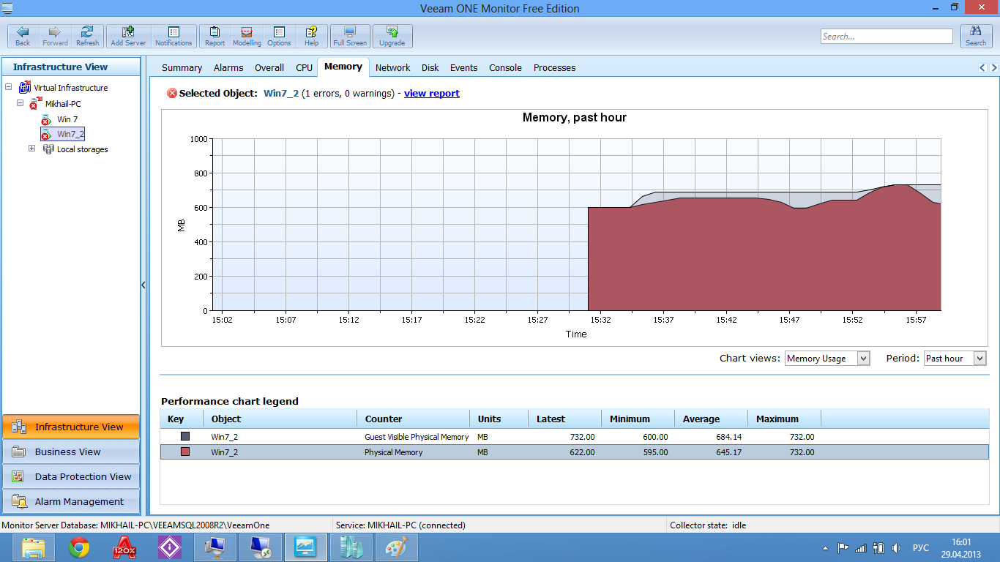 Veeam ONE Monitor Free Edition
Back Forward Refresh Add Server Notifications Report Modelling Options Help Full Screen Upgrade Search... Search
Infrastructure View
Summary Alarms Overall CPU Memory Network Disk Events Console Processes
Virtual Infrastructure
Mikhail-PC
Win 7
Win7_2
Local storages
Selected Object: Win7_2 (1 errors, 0 warnings) - view report
Memory, past hour
1000
800
600
400
200
0
MB
15:02 15:07 15:12 15:17 15:22 15:27 15:32 15:37 15:42 15:47 15:52 15:57
Time
Chart views: Memory Usage Period: Past hour
Performance chart legend
Key Object Counter Units Latest Minimum Average Maximum
Win7_2 Guest Visible Physical Memory MB 732.00 600.00 684.14 732.00
Win7_2 Physical Memory MB 622.00 595.00 645.17 732.00
Infrastructure View
Business View
Data Protection View
Alarm Management
Monitor Server Database: MIKHAIL-PC\VEEAMSQL2008R2\VeeamOne Service: MIKHAIL-PC (connected) Collector state: idle
120%
РУС
16:01
29.04.2013